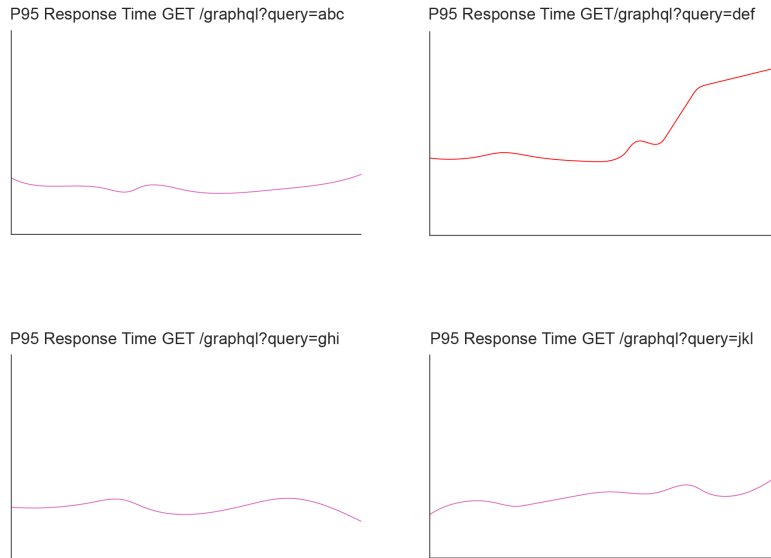 P95 Response Time GET /graphql?query=abc
P95 Response Time GET/graphql?query=def
P95 Response Time GET /graphql?query=ghi
P95 Response Time GET /graphql?query=jkl